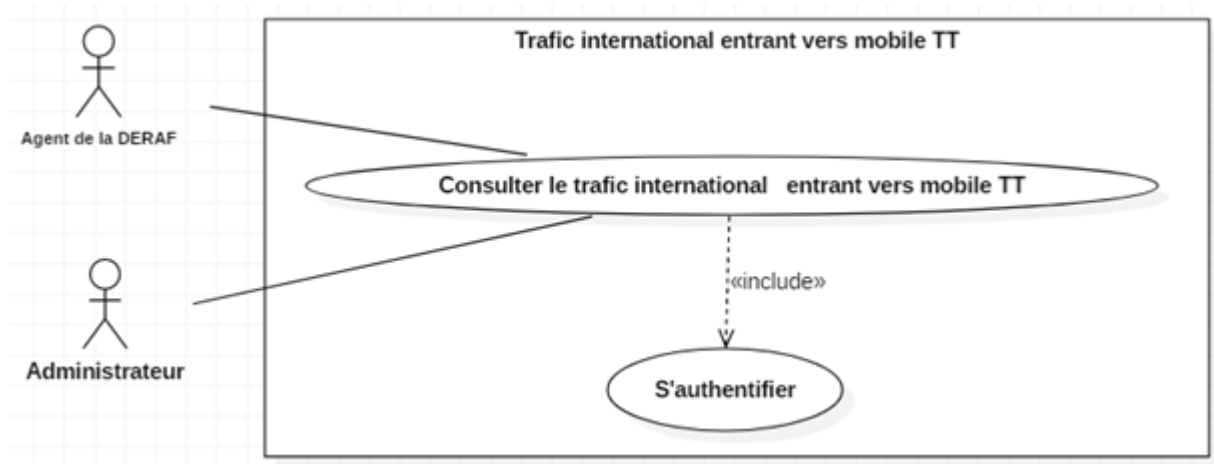 Trafic international entrant vers mobile TT
Agent de la DERAF
Consulter le trafic international entrant vers mobile TT
«include»
Administrateur
S'authentifier